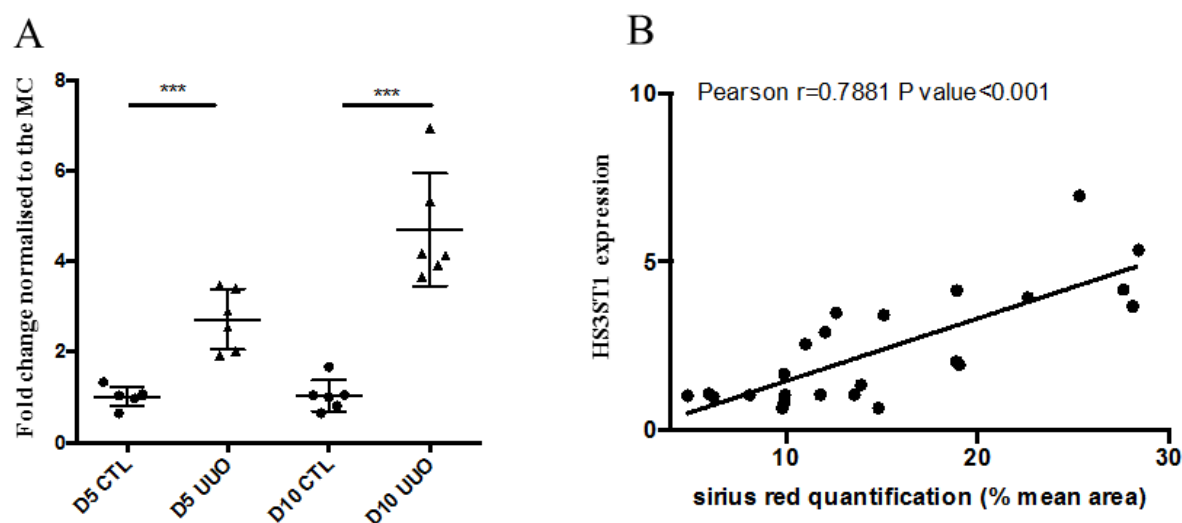 A
Fold change normalised to the MC
8
6
4
2
0
***
***
D5 CTL
D5 UUO
D10 CTL
D10 UUO
B
Pearson r=0.7881 P value<0.001
HS3ST1 expression
10
5
0
10
20
30
sirius red quantification (% mean area)